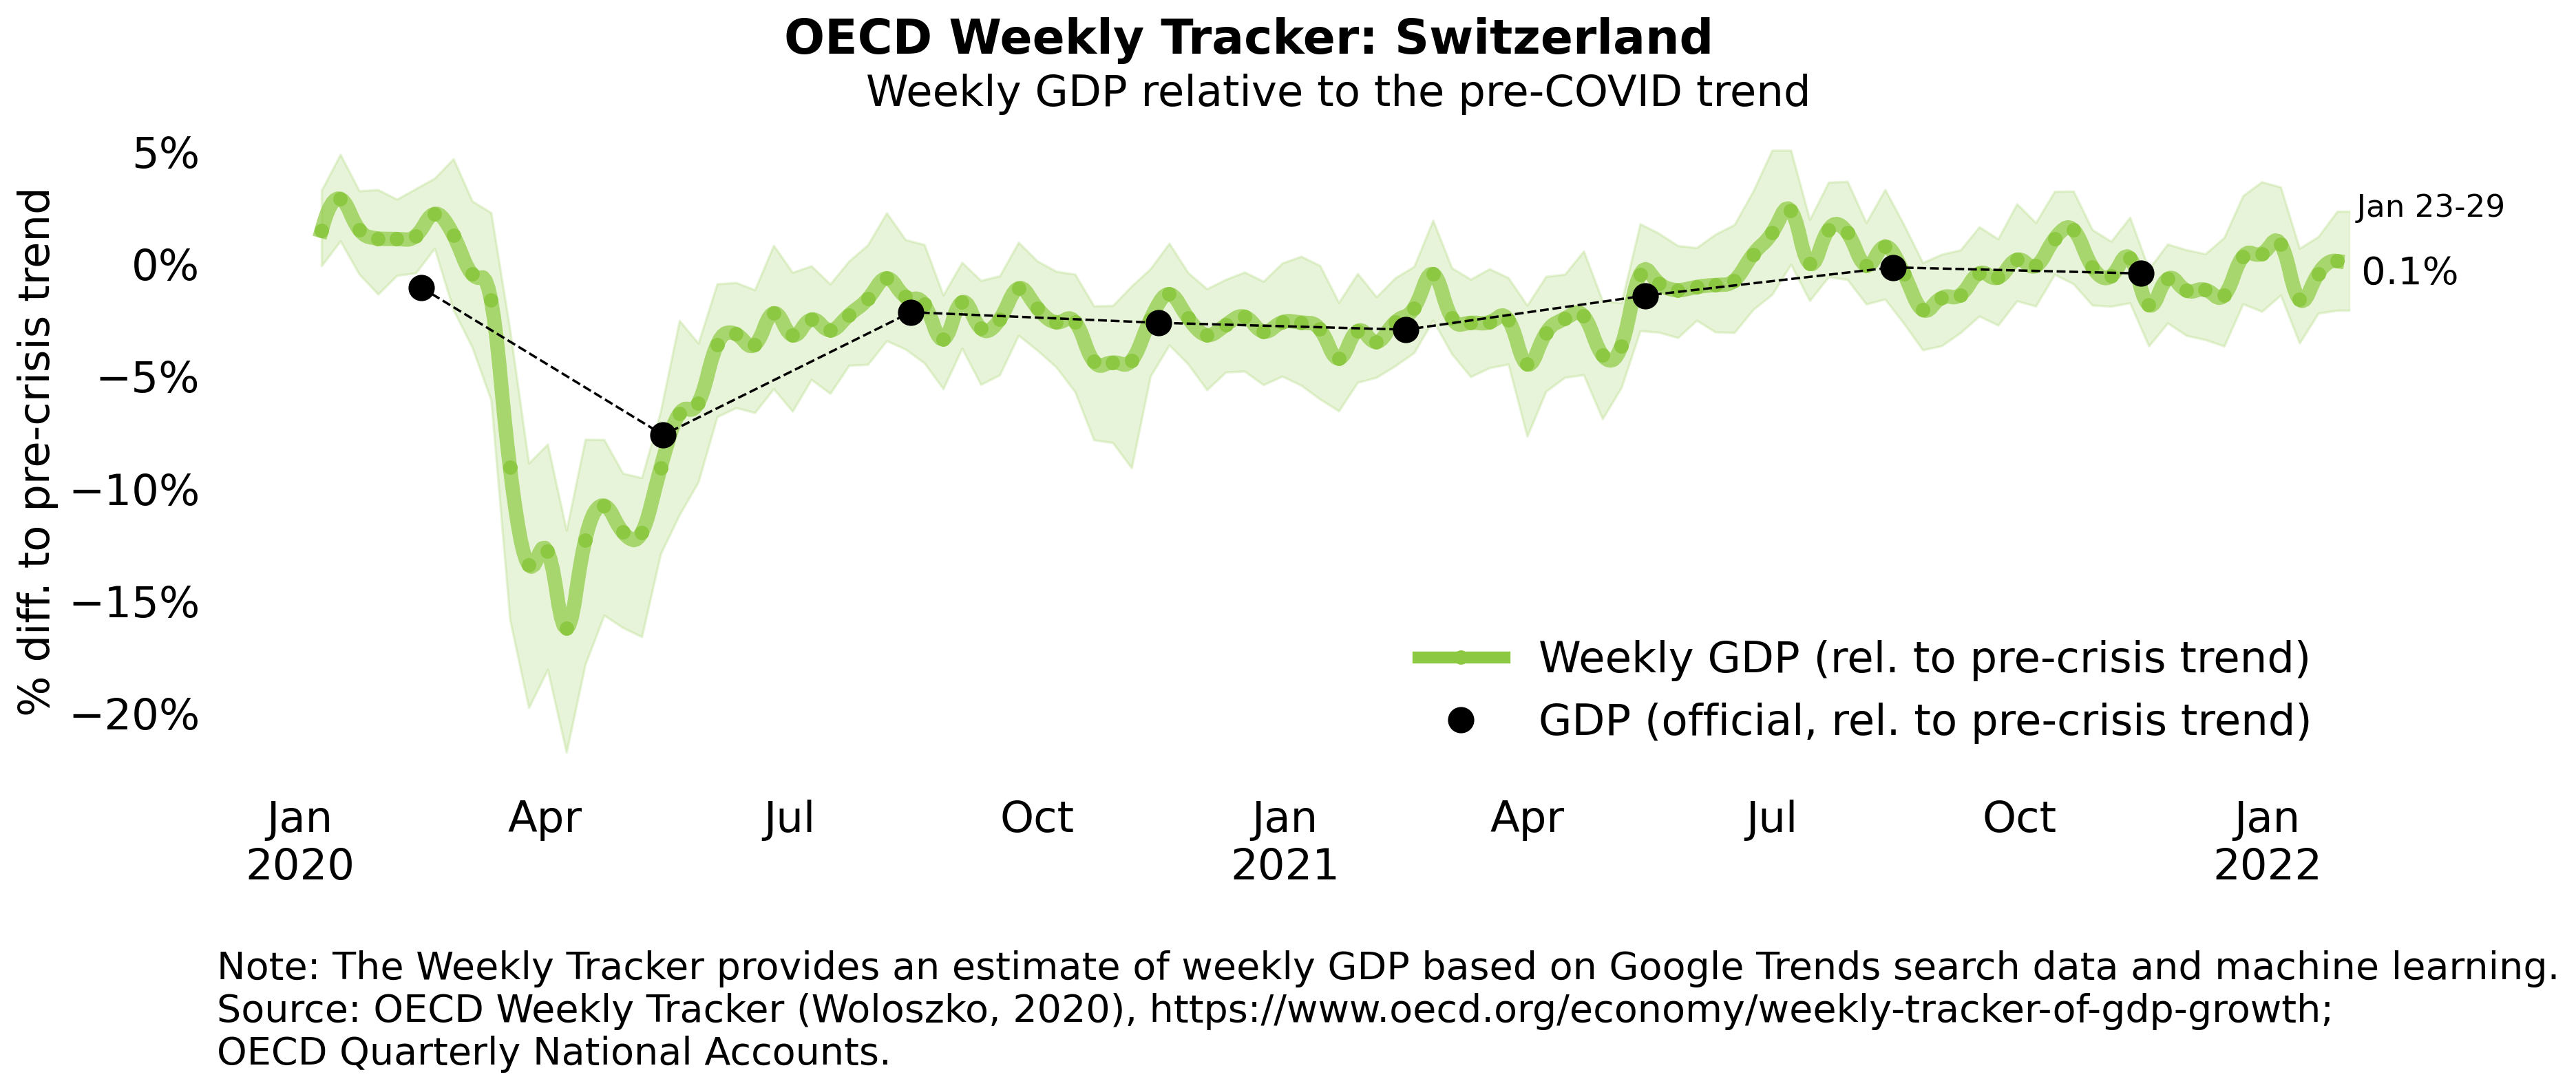 OECD Weekly Tracker: Switzerland
Weekly GDP relative to the pre-COVID trend
% diff. to pre-crisis trend
5%
0%
−5%
−10%
−15%
−20%
Jan 23-29
0.1%
Weekly GDP (rel. to pre-crisis trend)
GDP (official, rel. to pre-crisis trend)
Jan Apr Jul Oct Jan Apr Jul Oct Jan
2020 2021 2022
Note: The Weekly Tracker provides an estimate of weekly GDP based on Google Trends search data and machine learning.
Source: OECD Weekly Tracker (Woloszko, 2020), https://www.oecd.org/economy/weekly-tracker-of-gdp-growth;
OECD Quarterly National Accounts.